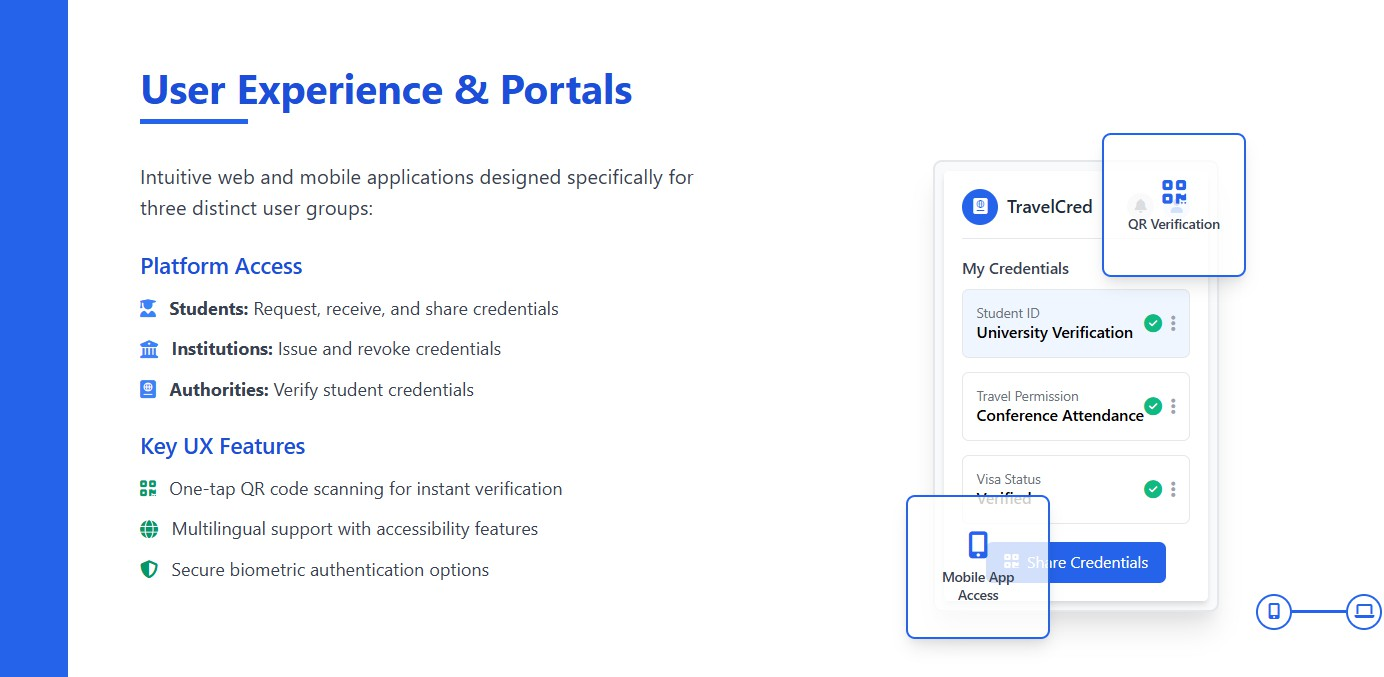 User Experience & Portals
Intuitive web and mobile applications designed specifically for
three distinct user groups:
Platform Access
Students: Request, receive, and share credentials
Institutions: Issue and revoke credentials
Authorities: Verify student credentials
Key UX Features
One-tap QR code scanning for instant verification
Multilingual support with accessibility features
Secure biometric authentication options
TravelCred
QR Verification
My Credentials
Student ID
University Verification
Travel Permission
Conference Attendance
Visa Status
Verified
Share Credentials
Mobile App
Access